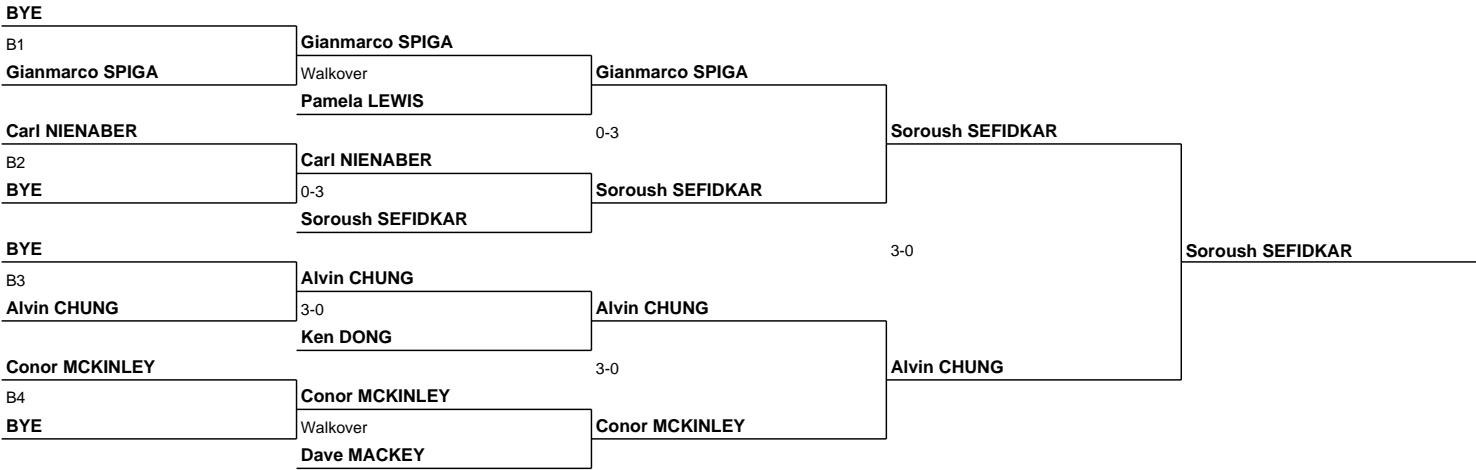 BYE
B1
Gianmarco SPIGA
Gianmarco SPIGA
Walkover
Gianmarco SPIGA
Pamela LEWIS
Carl NIENABER
0-3
Soroush SEFIDKAR
B2
Carl NIENABER
BYE
0-3
Soroush SEFIDKAR
Soroush SEFIDKAR
BYE
3-0
Soroush SEFIDKAR
B3
Alvin CHUNG
Alvin CHUNG
3-0
Alvin CHUNG
Ken DONG
Conor MCKINLEY
3-0
Alvin CHUNG
B4
Conor MCKINLEY
BYE
Walkover
Conor MCKINLEY
Dave MACKEY